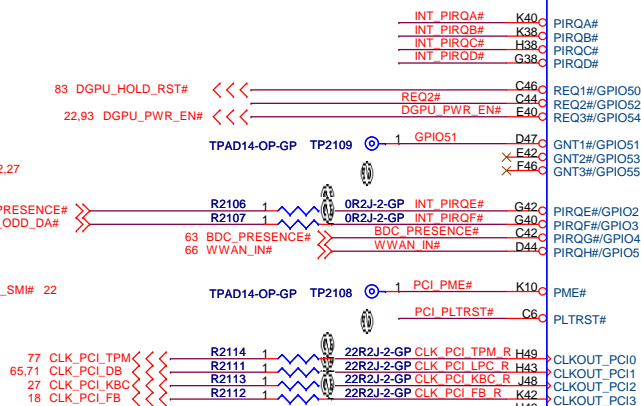 INT_PIRQA# K40 PIRQA#
INT_PIRQB# K38 PIRQB#
INT_PIRQC# H38 PIRQC#
INT_PIRQD# G38 PIRQD#
83 DGPU_HOLD_RST# C46 REQ1#/GPIO50
REQ2# C44 REQ2#/GPIO52
22,93 DGPU_PWR_EN# DGPU_PWR_EN# E40 REQ3#/GPIO54
TPAD14-OP-GP TP2109 1 GPIO51 D47 GNT1#/GPIO51
E42 GNT2#/GPIO53
2,27 F46 GNT3#/GPIO55
PRESENCE# R2106 1 0R2J-2-GP INT_PIRQE# G42 PIRQE#/GPIO2
ODD_DA# R2107 1 0R2J-2-GP INT_PIRQF# G40 PIRQF#/GPIO3
63 BDC_PRESENCE# BDC_PRESENCE# C42 PIRQG#/GPIO4
66 WWAN_IN# WWAN_IN# D44 PIRQH#/GPIO5
_SMI# 22 TPAD14-OP-GP TP2108 1 PCI_PME# K10 PME#
PCI_PLTRST# C6 PLTRST#
77 CLK_PCI_TPM R2114 1 22R2J-2-GP CLK_PCI_TPM_R H49 CLKOUT_PCI0
65,71 CLK_PCI_DB R2111 1 22R2J-2-GP CLK_PCI_LPC_R H43 CLKOUT_PCI1
27 CLK_PCI_KBC R2113 1 22R2J-2-GP CLK_PCI_KBC_R J48 CLKOUT_PCI2
18 CLK_PCI_FB R2112 1 22R2J-2-GP CLK_PCI_FB_R K42 CLKOUT_PCI3